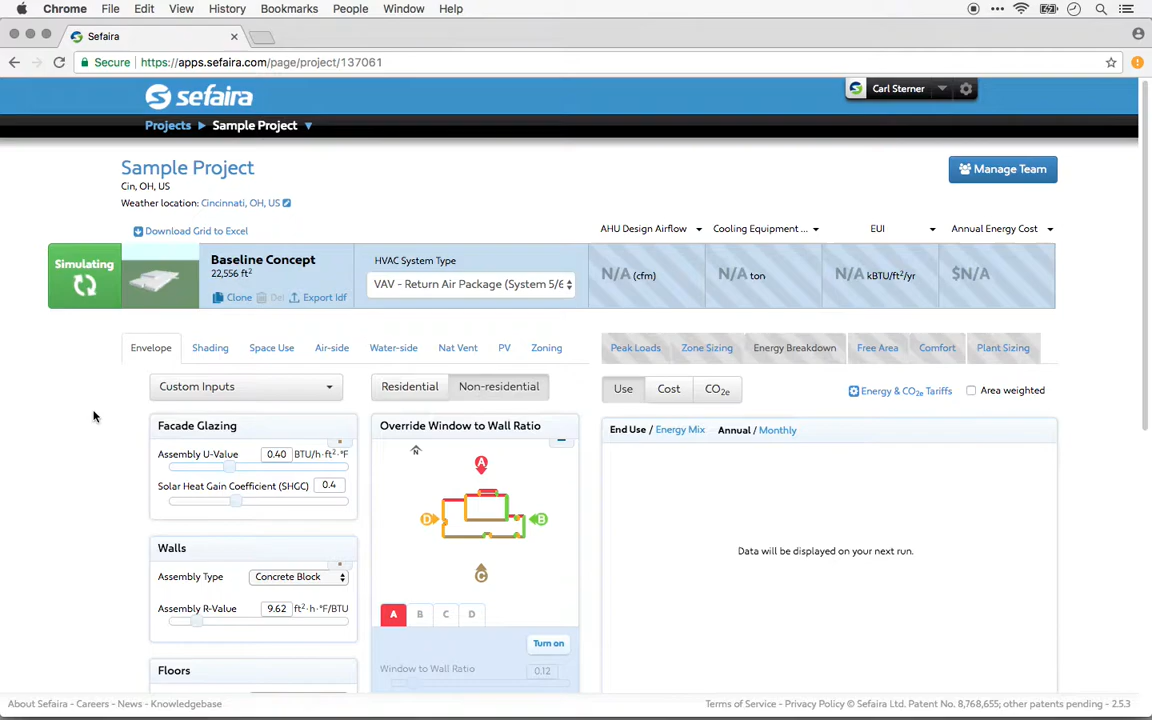 Chrome File Edit View History Bookmarks People Window Help
Sefaira
Secure https://apps.sefaira.com/page/project/137061
sefaira
Carl Sterner
Projects Sample Project
Sample Project
Manage Team
Cin, OH, US
Weather location: Cincinnati, OH, US
Download Grid to Excel
AHU Design Airflow Cooling Equipment ... EUI Annual Energy Cost
Simulating
Baseline Concept
22,556 ft²
Clone Del Export Idf
HVAC System Type
VAV - Return Air Package (System 5/6
N/A (cfm) N/A ton N/A kBTU/ft²/yr $N/A
Envelope Shading Space Use Air-side Water-side Nat Vent PV Zoning
Peak Loads Zone Sizing Energy Breakdown Free Area Comfort Plant Sizing
Custom Inputs
Residential Non-residential
Use Cost CO₂e
Energy & CO₂e Tariffs Area weighted
Facade Glazing
Assembly U-Value 0.40 BTU/h·ft²·°F
Solar Heat Gain Coefficient (SHGC) 0.4
Walls
Assembly Type Concrete Block
Assembly R-Value 9.62 ft²·h·°F/BTU
Floors
Override Window to Wall Ratio
N
A
D B
C
A B C D
Turn on
Window to Wall Ratio 0.12
End Use / Energy Mix Annual / Monthly
Data will be displayed on your next run.
About Sefaira - Careers - News - Knowledgebase
Terms of Service - Privacy Policy © Sefaira Ltd. Patent No. 8,768,655; other patents pending - 2.5.3